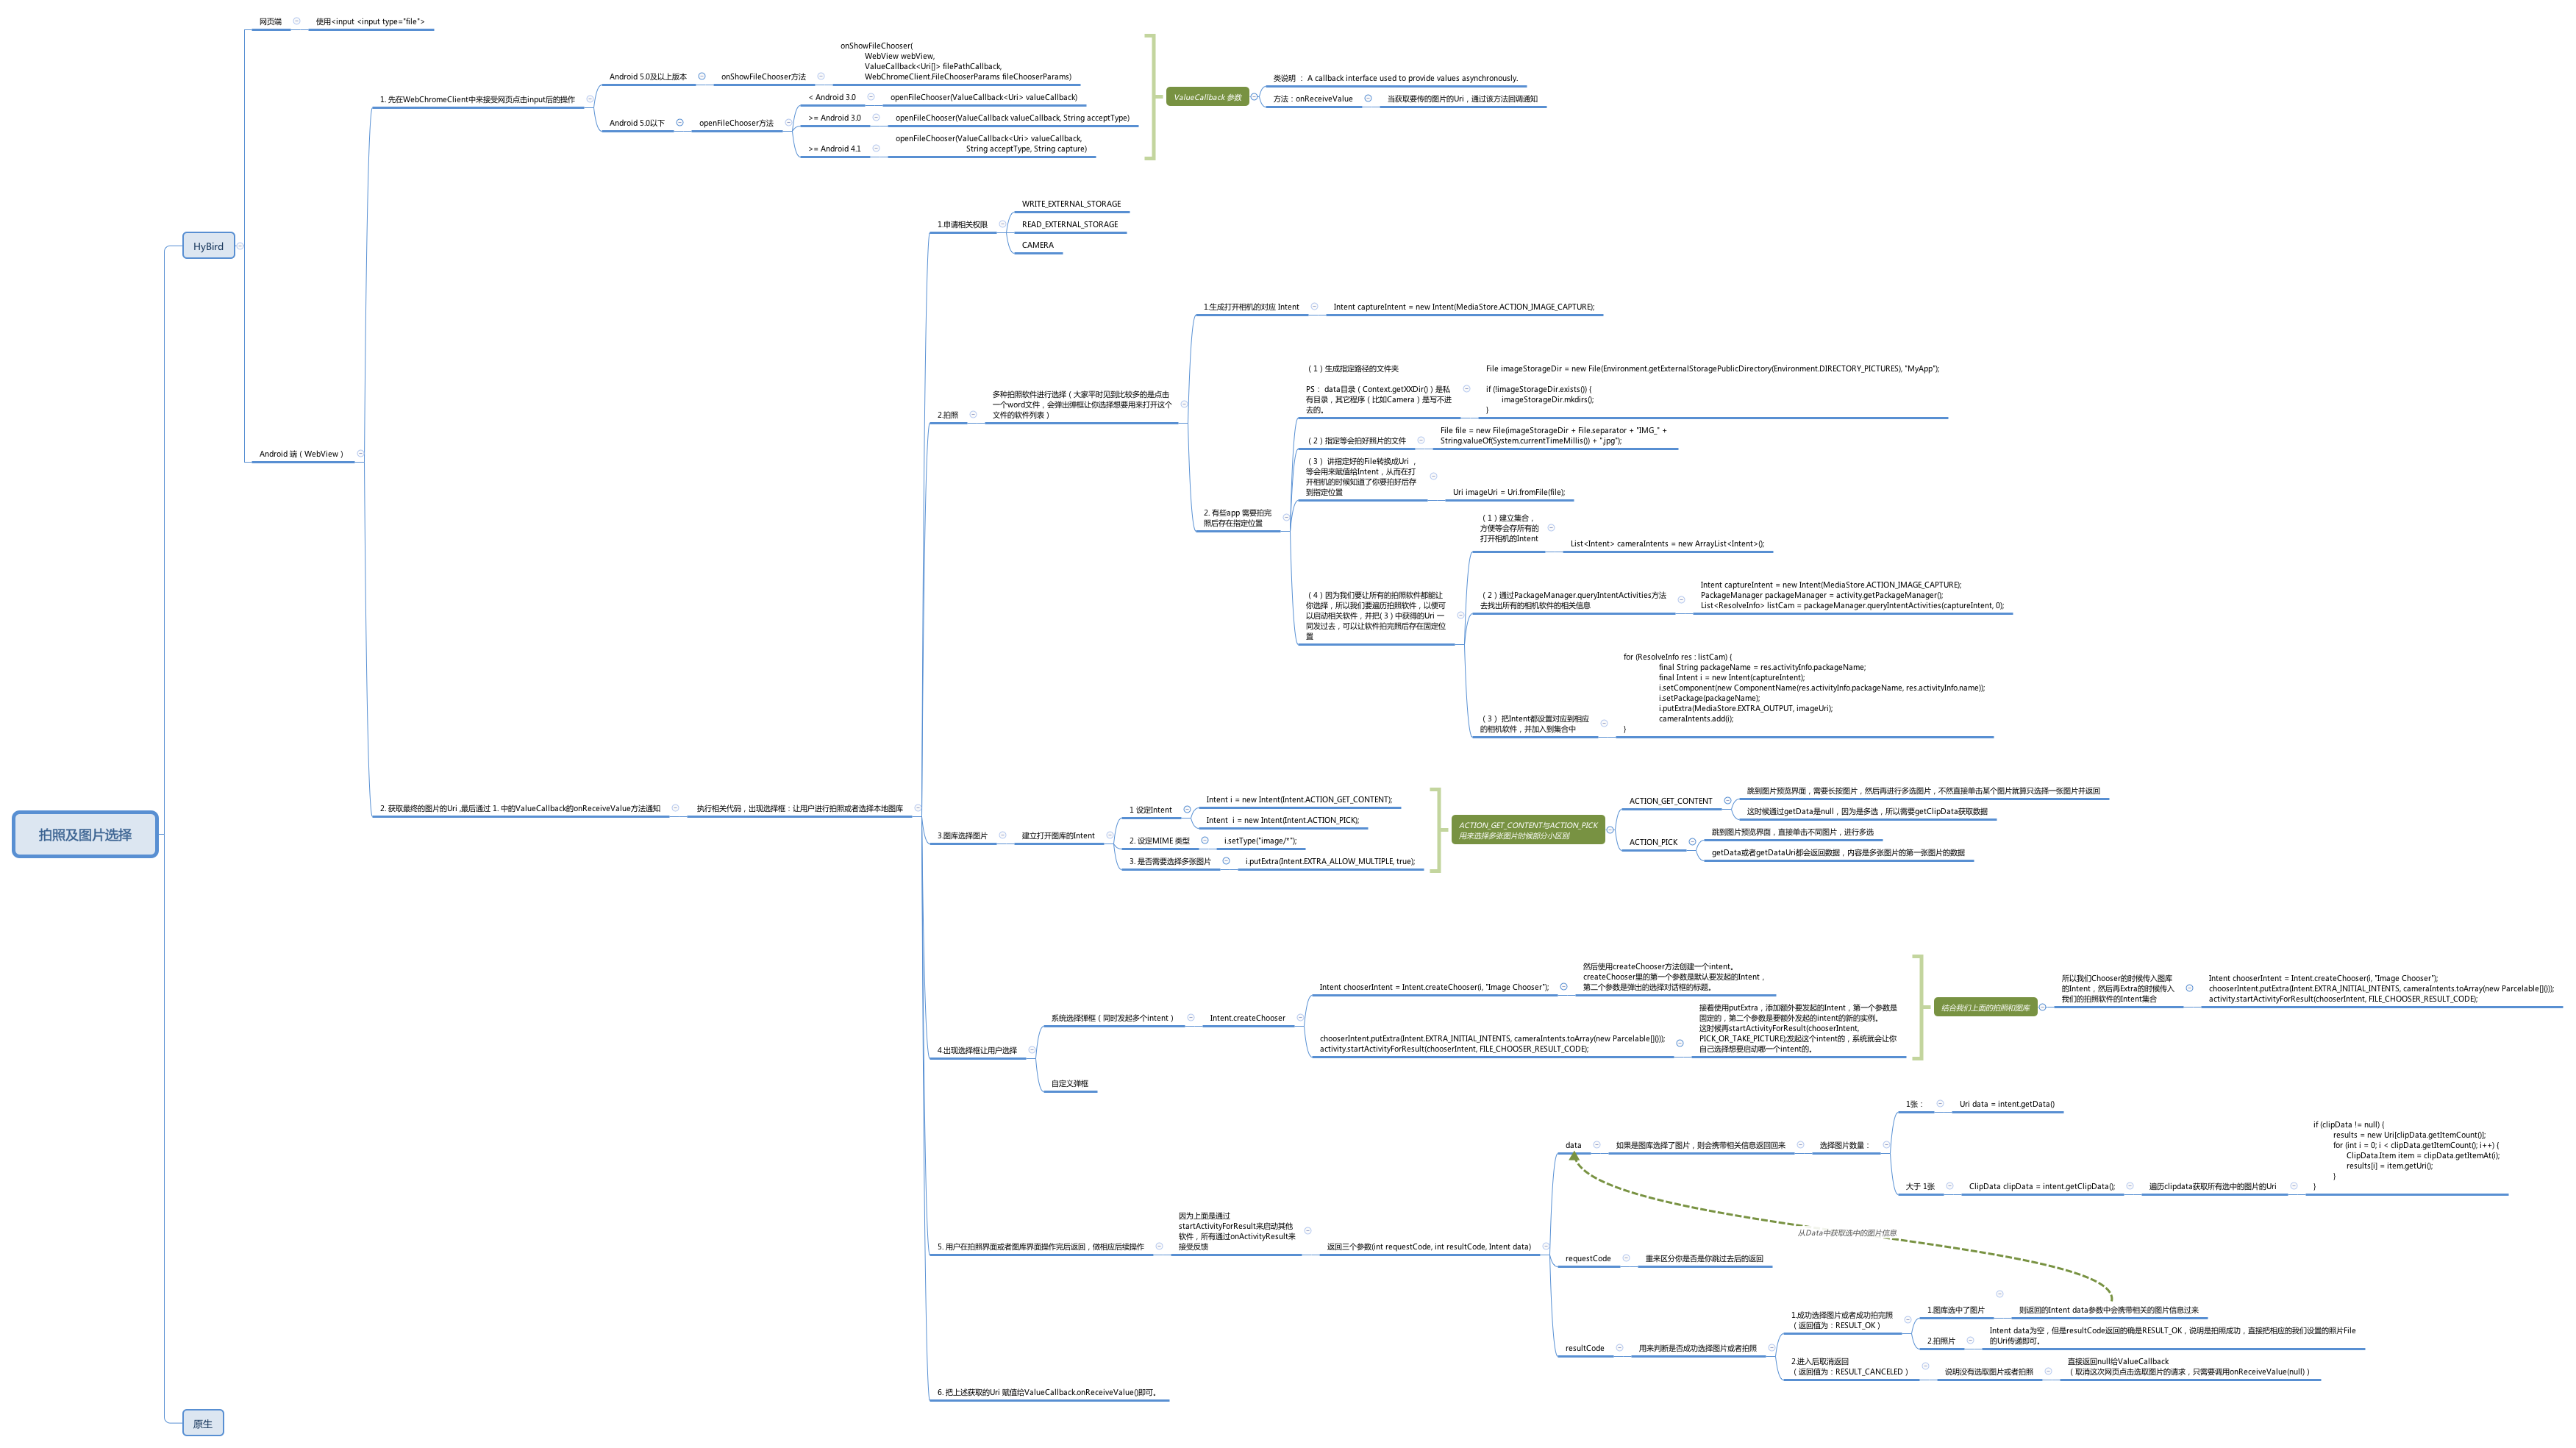 拍照及图片选择
HyBird
网页端
使用<input <input type="file">
Android 端（WebView）
1. 先在WebChromeClient中来接受网页点击input后的操作
Android 5.0及以上版本
onShowFileChooser方法
onShowFileChooser(
WebView webView,
ValueCallback<Uri[]> filePathCallback,
WebChromeClient.FileChooserParams fileChooserParams)
Android 5.0以下
openFileChooser方法
< Android 3.0
openFileChooser(ValueCallback<Uri> valueCallback)
>= Android 3.0
openFileChooser(ValueCallback valueCallback, String acceptType)
>= Android 4.1
openFileChooser(ValueCallback<Uri> valueCallback,
String acceptType, String capture)
ValueCallback 参数
类说明 ： A callback interface used to provide values asynchronously.
方法：onReceiveValue
当获取要传的图片的Uri，通过该方法回调通知
2. 获取最终的图片的Uri ,最后通过 1. 中的ValueCallback的onReceiveValue方法通知
执行相关代码，出现选择框：让用户进行拍照或者选择本地图库
1.申请相关权限
WRITE_EXTERNAL_STORAGE
READ_EXTERNAL_STORAGE
CAMERA
2.拍照
多种拍照软件进行选择（大家平时见到比较多的是点击
一个word文件，会弹出弹框让你选择想要用来打开这个
文件的软件列表）
1.生成打开相机的对应 Intent
Intent captureIntent = new Intent(MediaStore.ACTION_IMAGE_CAPTURE);
2. 有些app 需要拍完
照后存在指定位置
（1）生成指定路径的文件夹
PS： data目录（Context.getXXDir()）是私
有目录，其它程序（比如Camera）是写不进
去的。
File imageStorageDir = new File(Environment.getExternalStoragePublicDirectory(Environment.DIRECTORY_PICTURES), "MyApp");
if (!imageStorageDir.exists()) {
imageStorageDir.mkdirs();
}
（2）指定等会拍好照片的文件
File file = new File(imageStorageDir + File.separator + "IMG_" +
String.valueOf(System.currentTimeMillis()) + ".jpg");
（3） 讲指定好的File转换成Uri ，
等会用来赋值给Intent，从而在打
开相机的时候知道了你要拍好后存
到指定位置
Uri imageUri = Uri.fromFile(file);
（4）因为我们要让所有的拍照软件都能让
你选择，所以我们要遍历拍照软件，以便可
以启动相关软件，并把(３）中获得的Uri 一
同发过去，可以让软件拍完照后存在固定位
置
（1）建立集合，
方便等会存所有的
打开相机的Intent
List<Intent> cameraIntents = new ArrayList<Intent>();
（2）通过PackageManager.queryIntentActivities方法
去找出所有的相机软件的相关信息
Intent captureIntent = new Intent(MediaStore.ACTION_IMAGE_CAPTURE);
PackageManager packageManager = activity.getPackageManager();
List<ResolveInfo> listCam = packageManager.queryIntentActivities(captureIntent, 0);
（3） 把Intent都设置对应到相应
的相机软件，并加入到集合中
for (ResolveInfo res : listCam) {
final String packageName = res.activityInfo.packageName;
final Intent i = new Intent(captureIntent);
i.setComponent(new ComponentName(res.activityInfo.packageName, res.activityInfo.name));
i.setPackage(packageName);
i.putExtra(MediaStore.EXTRA_OUTPUT, imageUri);
cameraIntents.add(i);
}
3.图库选择图片
建立打开图库的Intent
1 设定Intent
Intent i = new Intent(Intent.ACTION_GET_CONTENT);
Intent  i = new Intent(Intent.ACTION_PICK);
2. 设定MIME 类型
i.setType("image/*");
3. 是否需要选择多张图片
i.putExtra(Intent.EXTRA_ALLOW_MULTIPLE, true);
ACTION_GET_CONTENT与ACTION_PICK
用来选择多张图片时候部分小区别
ACTION_GET_CONTENT
跳到图片预览界面，需要长按图片，然后再进行多选图片，不然直接单击某个图片就算只选择一张图片并返回
这时候通过getData是null，因为是多选，所以需要getClipData获取数据
ACTION_PICK
跳到图片预览界面，直接单击不同图片，进行多选
getData或者getDataUri都会返回数据，内容是多张图片的第一张图片的数据
4.出现选择框让用户选择
系统选择弹框（同时发起多个intent）
Intent.createChooser
Intent chooserIntent = Intent.createChooser(i, "Image Chooser");
然后使用createChooser方法创建一个intent。
createChooser里的第一个参数是默认要发起的Intent，
第二个参数是弹出的选择对话框的标题。
chooserIntent.putExtra(Intent.EXTRA_INITIAL_INTENTS, cameraIntents.toArray(new Parcelable[]{}));
activity.startActivityForResult(chooserIntent, FILE_CHOOSER_RESULT_CODE);
接着使用putExtra，添加额外要发起的Intent，第一个参数是
固定的，第二个参数是要额外发起的intent的新的实例。
这时候再startActivityForResult(chooserIntent,
PICK_OR_TAKE_PICTURE);发起这个intent的，系统就会让你
自己选择想要启动哪一个intent的。
结合我们上面的拍照和图库
所以我们Chooser的时候传入图库
的Intent，然后再Extra的时候传入
我们的拍照软件的Intent集合
Intent chooserIntent = Intent.createChooser(i, "Image Chooser");
chooserIntent.putExtra(Intent.EXTRA_INITIAL_INTENTS, cameraIntents.toArray(new Parcelable[]{}));
activity.startActivityForResult(chooserIntent, FILE_CHOOSER_RESULT_CODE);
自定义弹框
5. 用户在拍照界面或者图库界面操作完后返回，做相应后续操作
因为上面是通过
startActivityForResult来启动其他
软件，所有通过onActivityResult来
接受反馈
返回三个参数(int requestCode, int resultCode, Intent data)
data
如果是图库选择了图片，则会携带相关信息返回回来
选择图片数量：
1张：
Uri data = intent.getData()
大于 1张
ClipData clipData = intent.getClipData();
遍历clipdata获取所有选中的图片的Uri
if (clipData != null) {
results = new Uri[clipData.getItemCount()];
for (int i = 0; i < clipData.getItemCount(); i++) {
ClipData.Item item = clipData.getItemAt(i);
results[i] = item.getUri();
}
}
从Data中获取选中的图片信息
requestCode
重来区分你是否是你跳过去后的返回
resultCode
用来判断是否成功选择图片或者拍照
1.成功选择图片或者成功拍完照
（返回值为：RESULT_OK）
1.图库选中了图片
则返回的Intent data参数中会携带相关的图片信息过来
2.拍照片
Intent data为空，但是resultCode返回的确是RESULT_OK，说明是拍照成功，直接把相应的我们设置的照片File
的Uri传递即可。
2.进入后取消返回
（返回值为：RESULT_CANCELED）
说明没有选取图片或者拍照
直接返回null给ValueCallback
（取消这次网页点击选取图片的请求，只需要调用onReceiveValue(null)）
6. 把上述获取的Uri 赋值给ValueCallback.onReceiveValue()即可。
原生